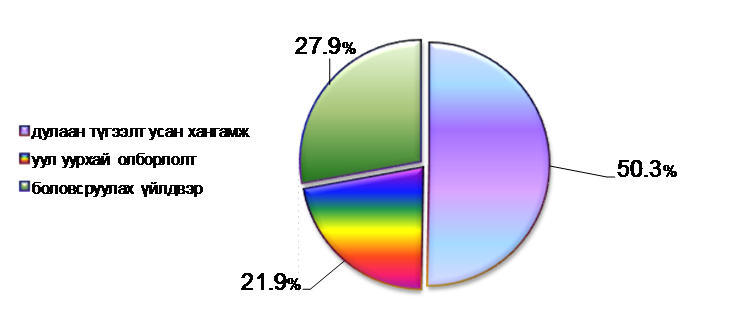 27.9%
дулаан түгээлт усан хангамж
уул уурхай олборлолт
боловсруулах үйлдвэр
50.3%
21.9%